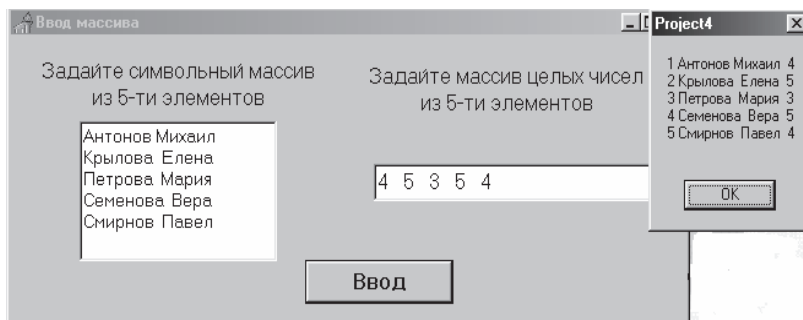 Ввод массива
Задайте символьный массив
из 5-ти элементов
Антонов Михаил
Крылова Елена
Петрова Мария
Семенова Вера
Смирнов Павел
Задайте массив целых чисел
из 5-ти элементов
4 5 3 5 4
Ввод
Project4
1 Антонов Михаил 4
2 Крылова Елена 5
3 Петрова Мария 3
4 Семенова Вера 5
5 Смирнов Павел 4
OK